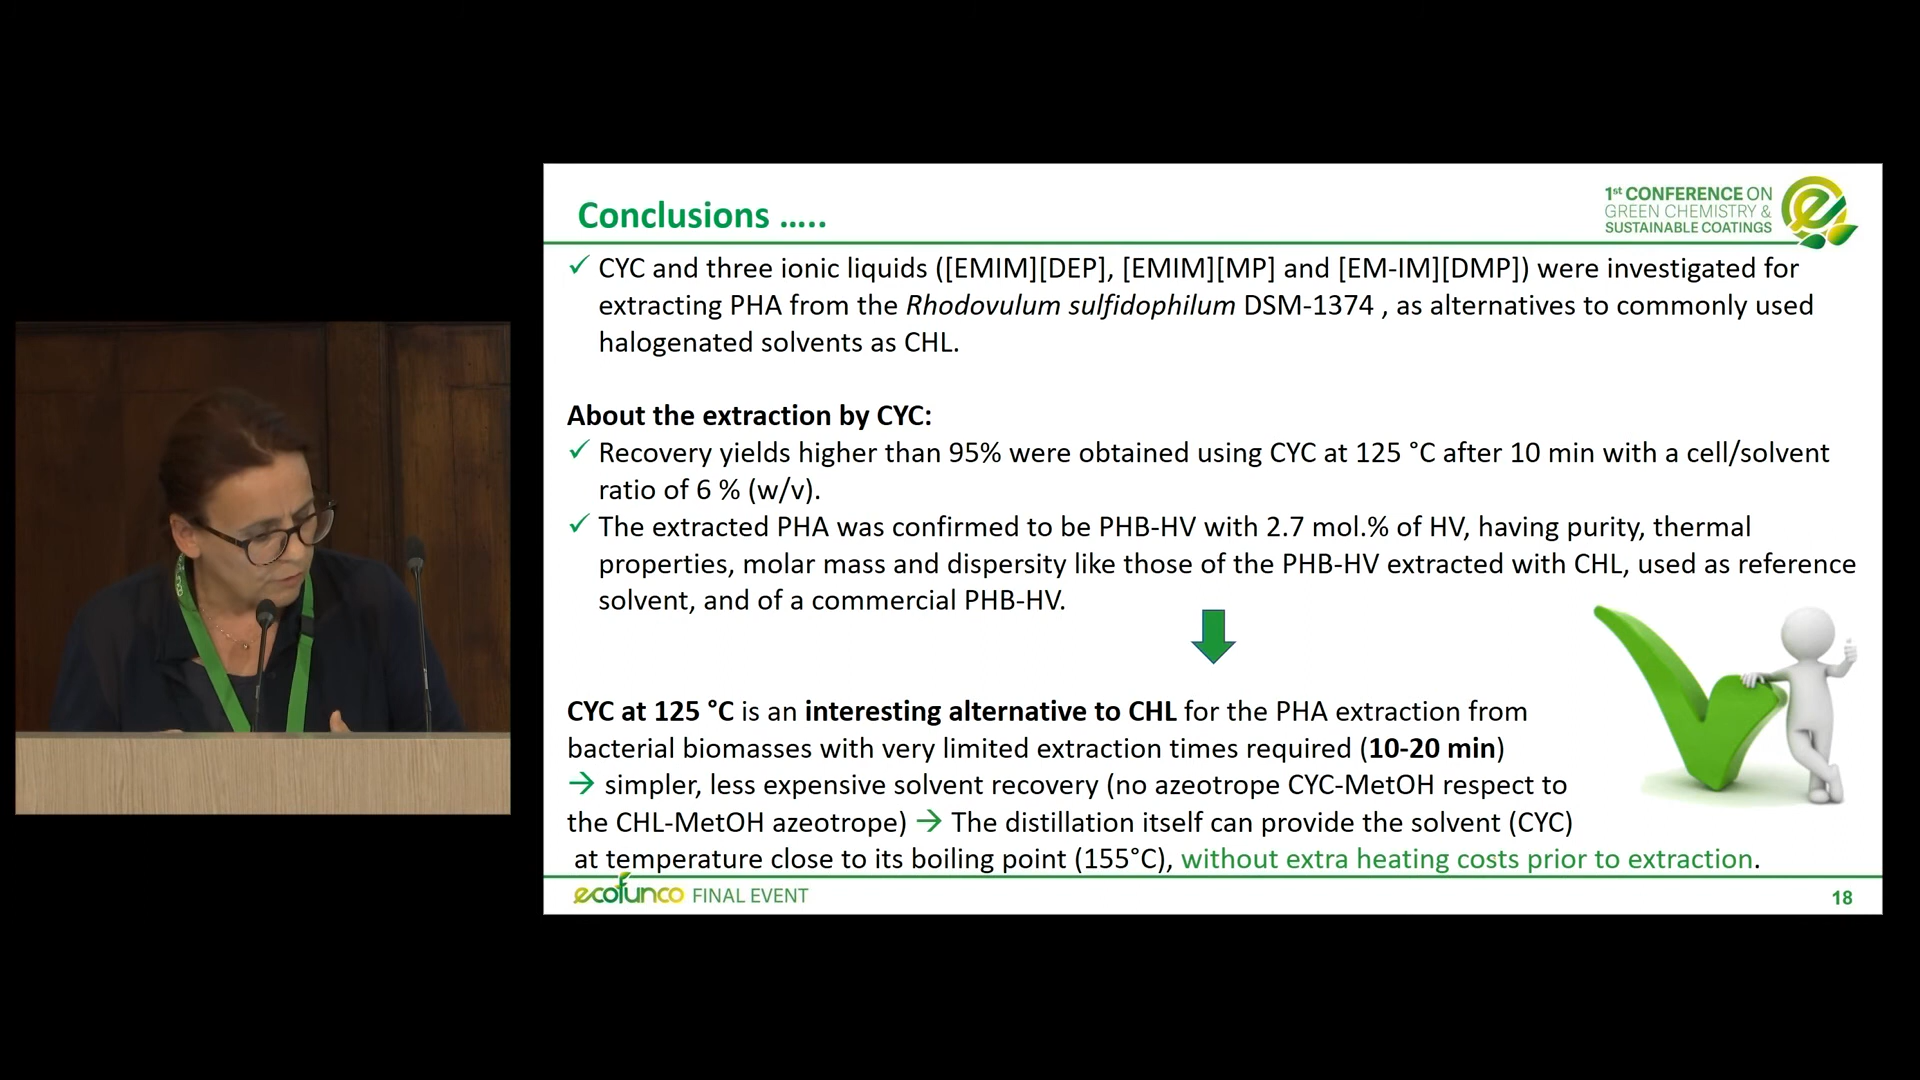 Conclusions …..
1st CONFERENCE ON
GREEN CHEMISTRY &
SUSTAINABLE COATINGS
✓ CYC and three ionic liquids ([EMIM][DEP], [EMIM][MP] and [EM-IM][DMP]) were investigated for
extracting PHA from the Rhodovulum sulfidophilum DSM-1374 , as alternatives to commonly used
halogenated solvents as CHL.
About the extraction by CYC:
✓ Recovery yields higher than 95% were obtained using CYC at 125 °C after 10 min with a cell/solvent
ratio of 6 % (w/v).
✓ The extracted PHA was confirmed to be PHB-HV with 2.7 mol.% of HV, having purity, thermal
properties, molar mass and dispersity like those of the PHB-HV extracted with CHL, used as reference
solvent, and of a commercial PHB-HV.
CYC at 125 °C is an interesting alternative to CHL for the PHA extraction from
bacterial biomasses with very limited extraction times required (10-20 min)
→ simpler, less expensive solvent recovery (no azeotrope CYC-MetOH respect to
the CHL-MetOH azeotrope) → The distillation itself can provide the solvent (CYC)
at temperature close to its boiling point (155°C), without extra heating costs prior to extraction.
ecofunco FINAL EVENT
18